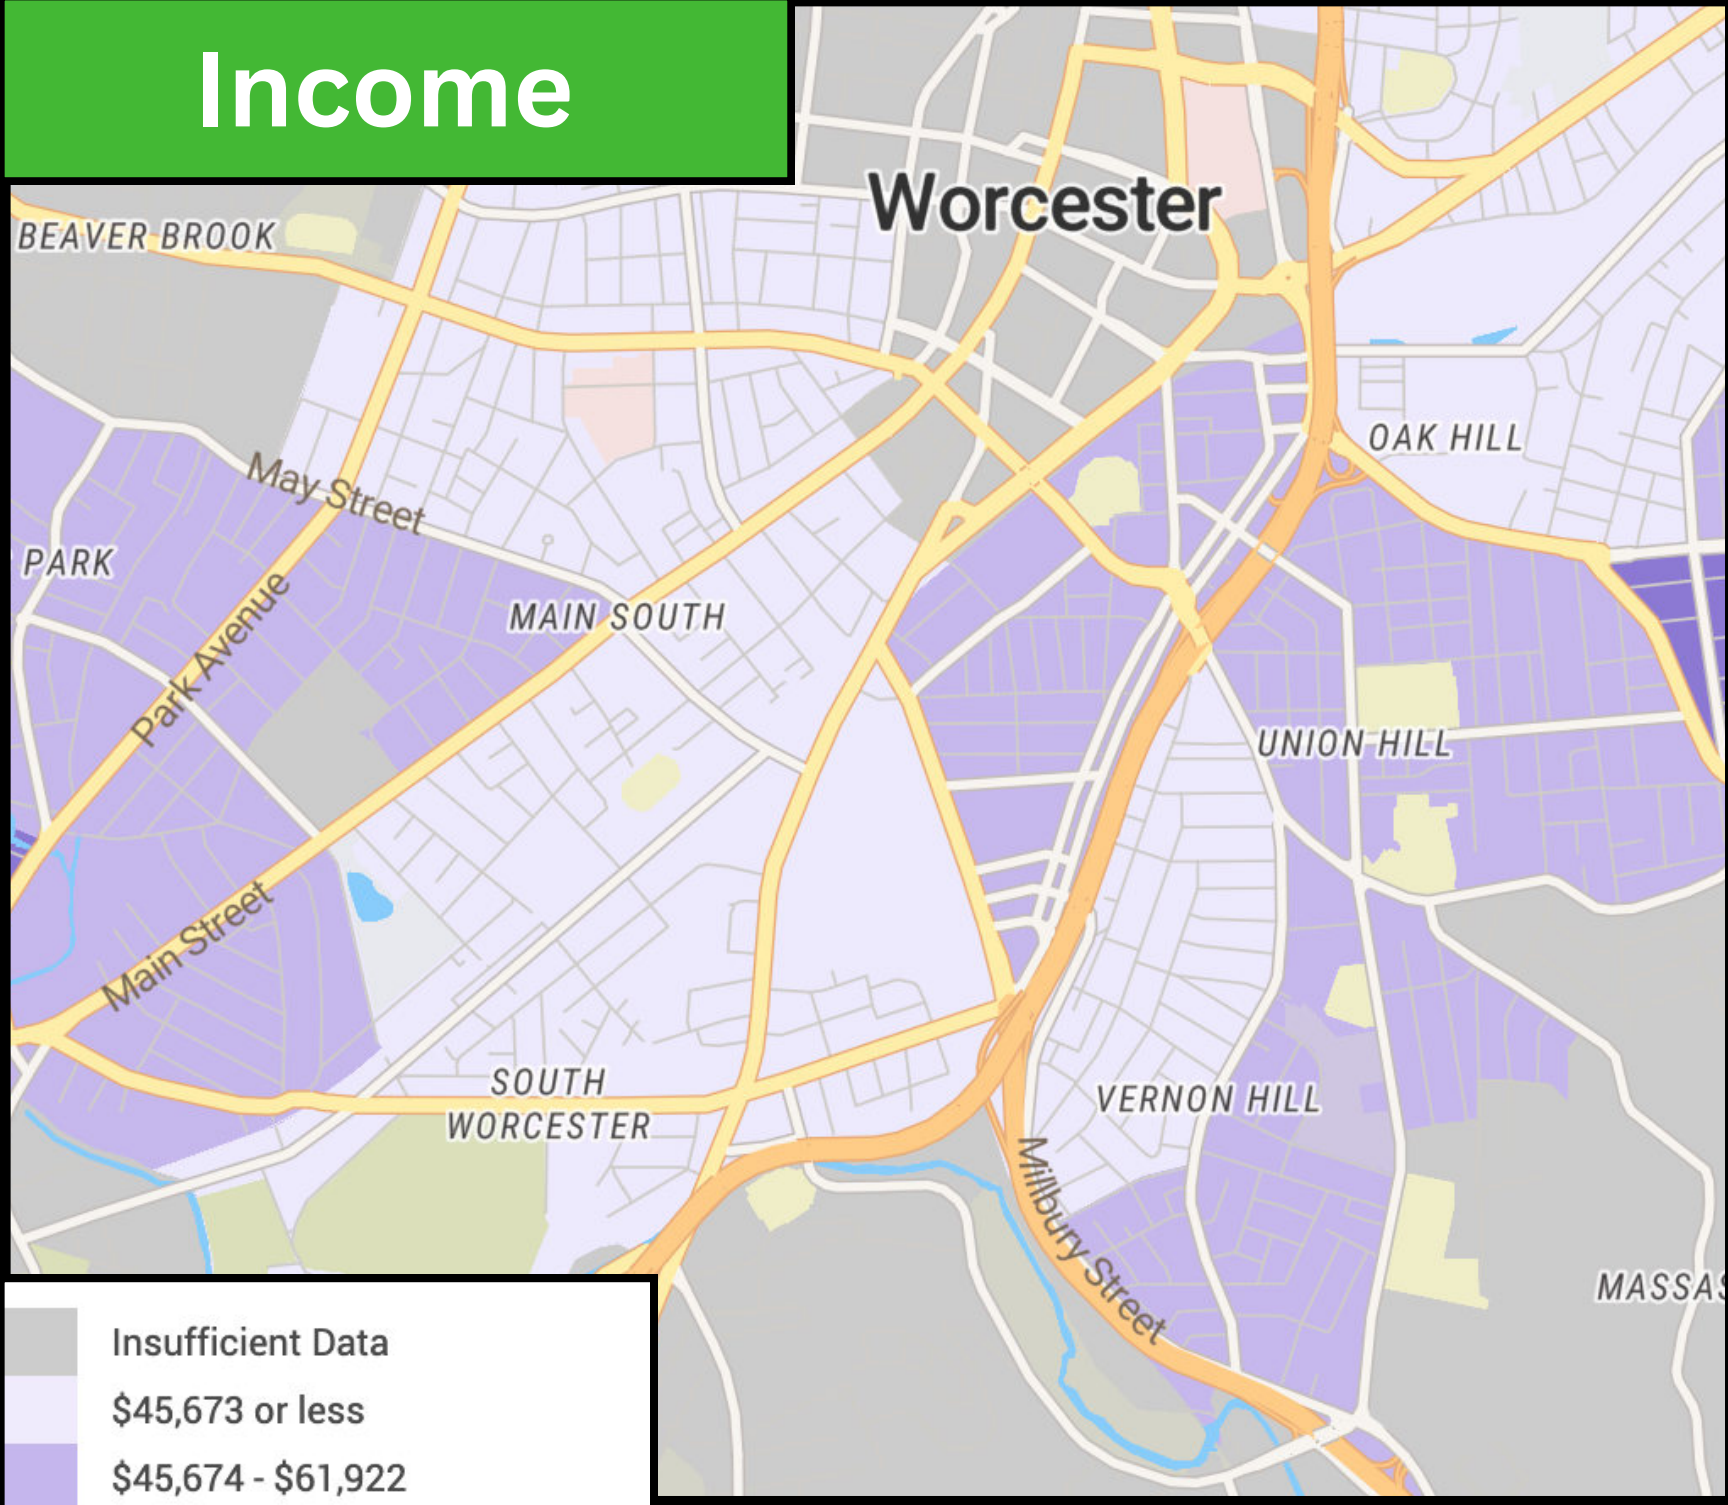 Income
Worcester
BEAVER BROOK
OAK HILL
May Street
PARK
MAIN SOUTH
Park Avenue
UNION HILL
Main Street
SOUTH
WORCESTER
VERNON HILL
Millbury Street
MASSAS
Insufficient Data
$45,673 or less
$45,674 - $61,922